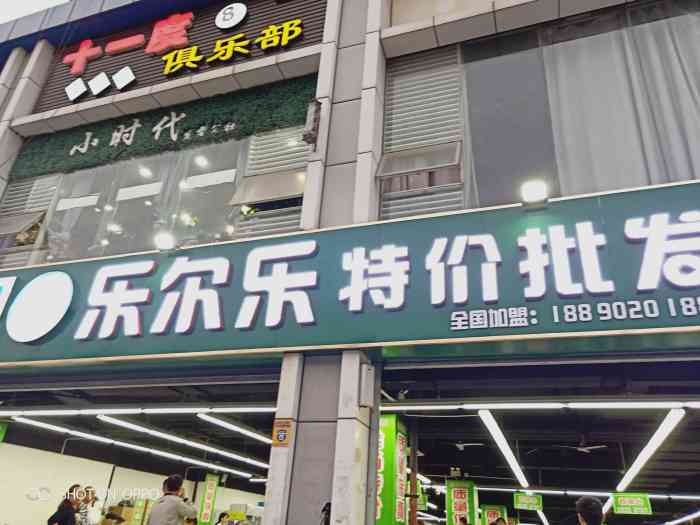 十一度 8
俱乐部
小时代
乐尔乐 特价批发
全国加盟：188 9020 18
SHOT ON OPPO